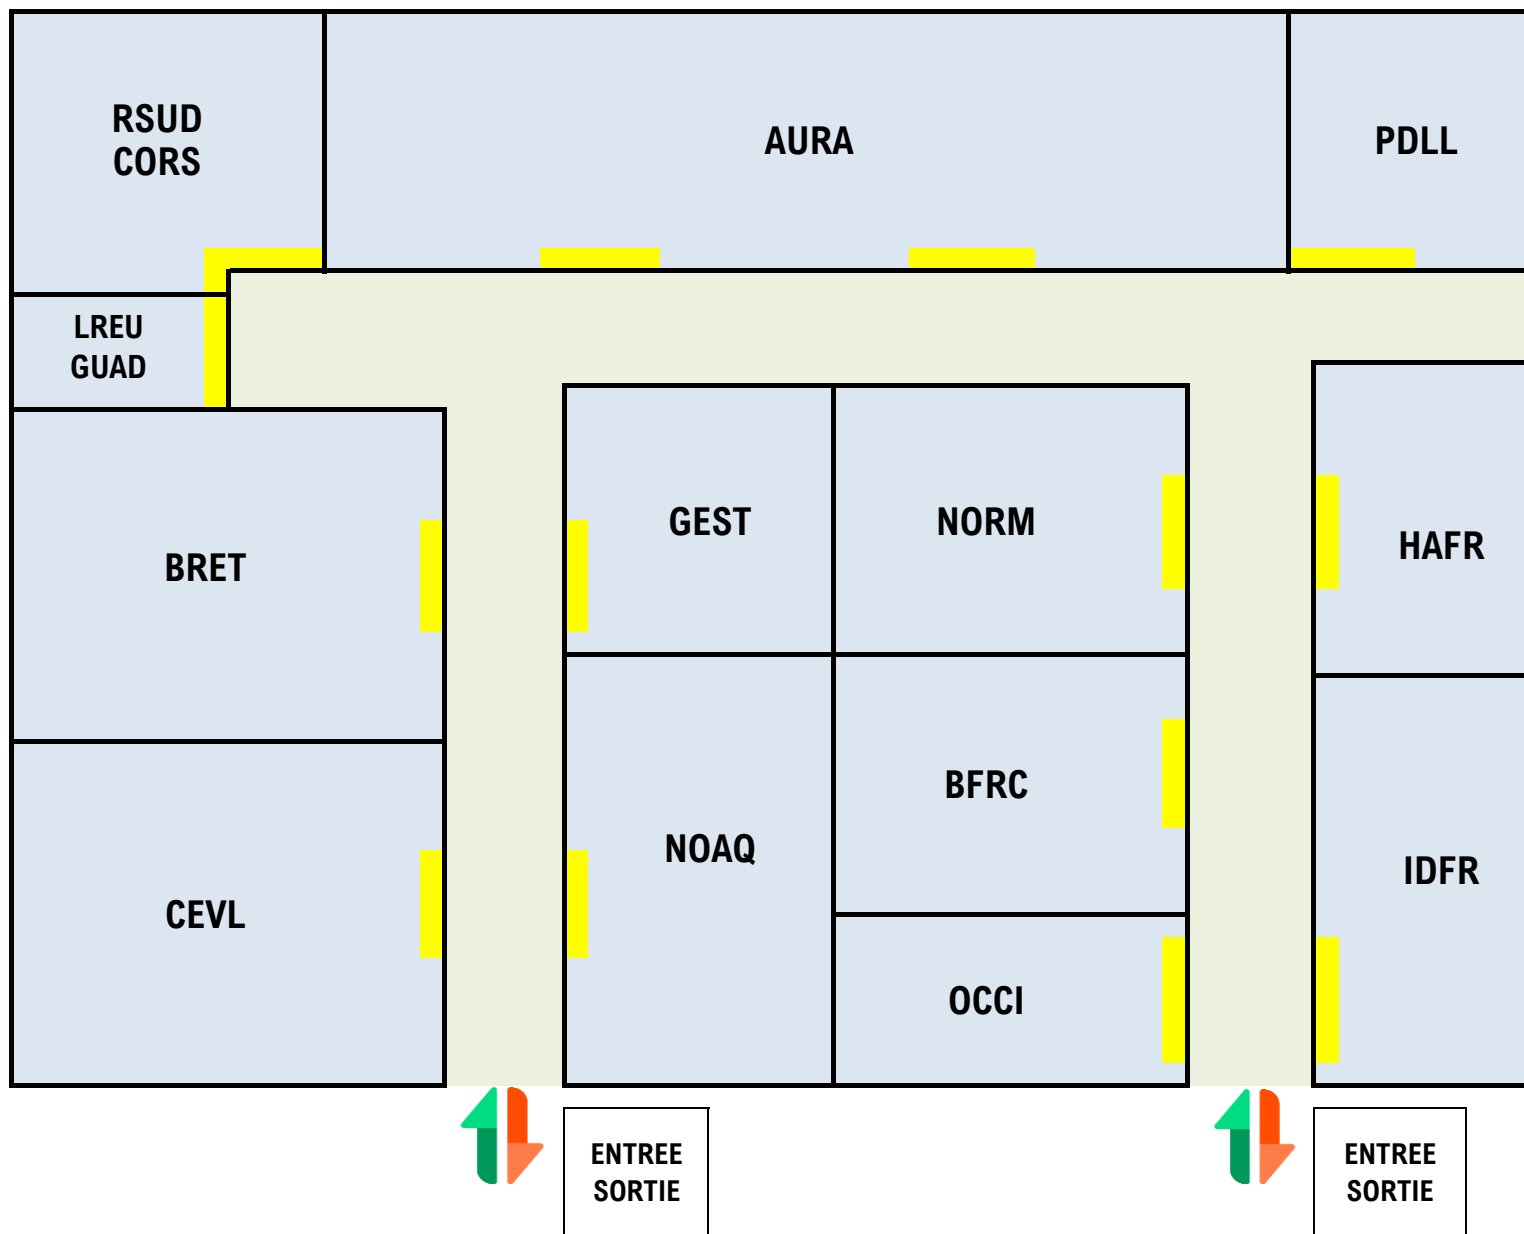 RSUD
CORS
AURA
PDLL
LREU
GUAD
BRET
GEST
NORM
HAFR
CEVL
NOAQ
BFRC
IDFR
OCCI
ENTREE
SORTIE
ENTREE
SORTIE